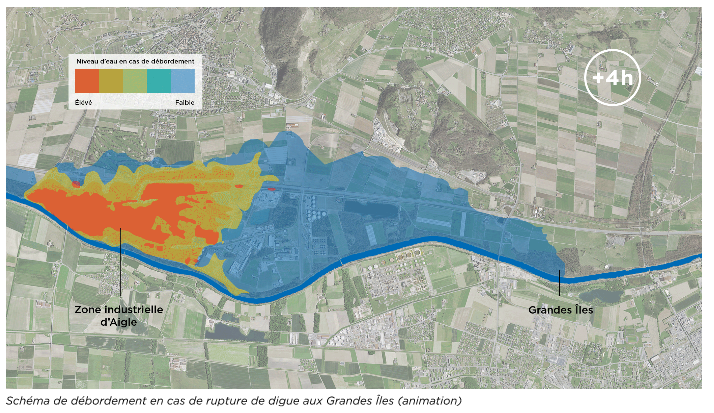 Niveau d'eau en cas de débordement
Élevé
Faible
+4h
Zone industrielle
d'Aigle
Grandes Îles
Schéma de débordement en cas de rupture de digue aux Grandes Îles (animation)